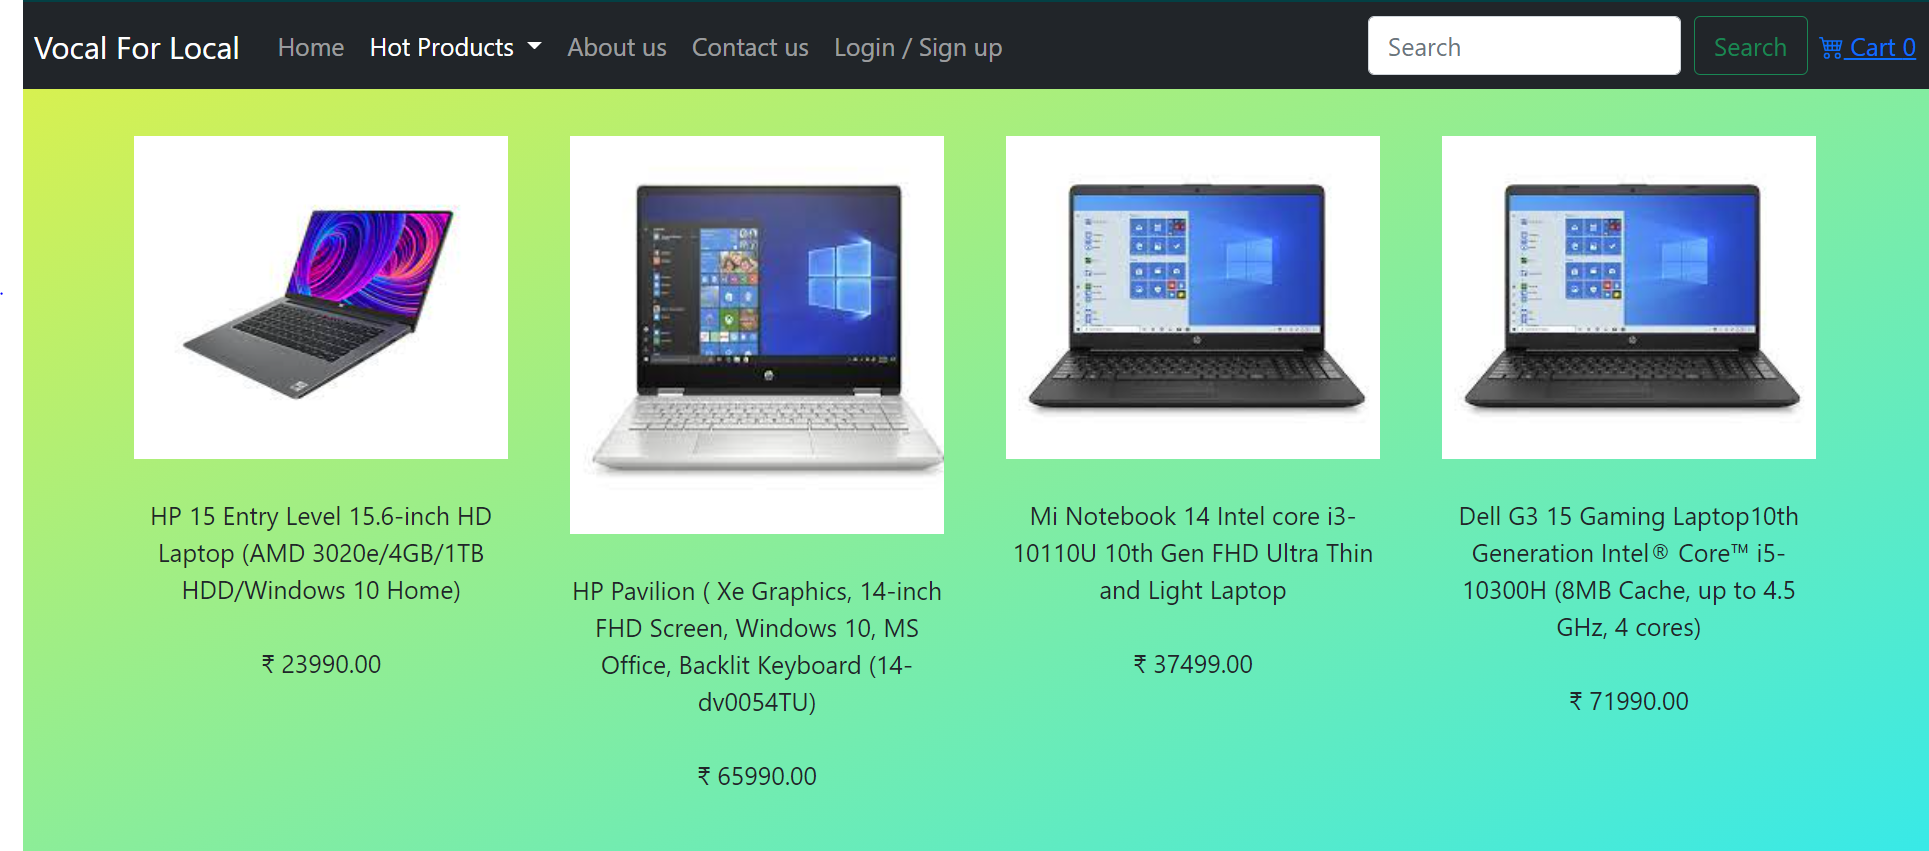 Vocal For Local Home Hot Products About us Contact us Login / Sign up Search Search Cart 0
HP 15 Entry Level 15.6-inch HD
Laptop (AMD 3020e/4GB/1TB
HDD/Windows 10 Home)
₹ 23990.00
HP Pavilion ( Xe Graphics, 14-inch
FHD Screen, Windows 10, MS
Office, Backlit Keyboard (14-
dv0054TU)
₹ 65990.00
Mi Notebook 14 Intel core i3-
10110U 10th Gen FHD Ultra Thin
and Light Laptop
₹ 37499.00
Dell G3 15 Gaming Laptop10th
Generation Intel® Core™ i5-
10300H (8MB Cache, up to 4.5
GHz, 4 cores)
₹ 71990.00